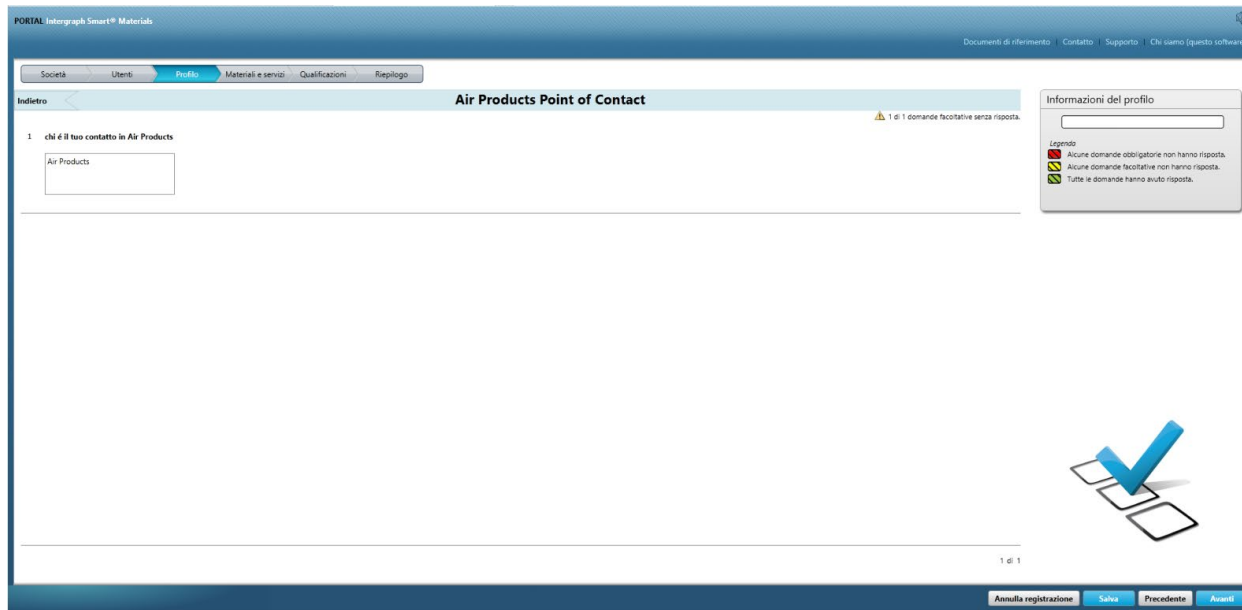 PORTAL Intergraph Smart® Materials
Documenti di riferimento Contatto Supporto Chi siamo (questo software
Società Utenti Profilo Materiali e servizi Qualificazioni Riepilogo
Indietro
Air Products Point of Contact
1 di 1 domande facoltative senza risposta.
1 chi é il tuo contatto in Air Products
Air Products
Informazioni del profilo
Legenda
Alcune domande obbligatorie non hanno risposta.
Alcune domande facoltative non hanno risposta.
Tutte le domande hanno avuto risposta.
1 di 1
Annulla registrazione Salva Precedente Avanti